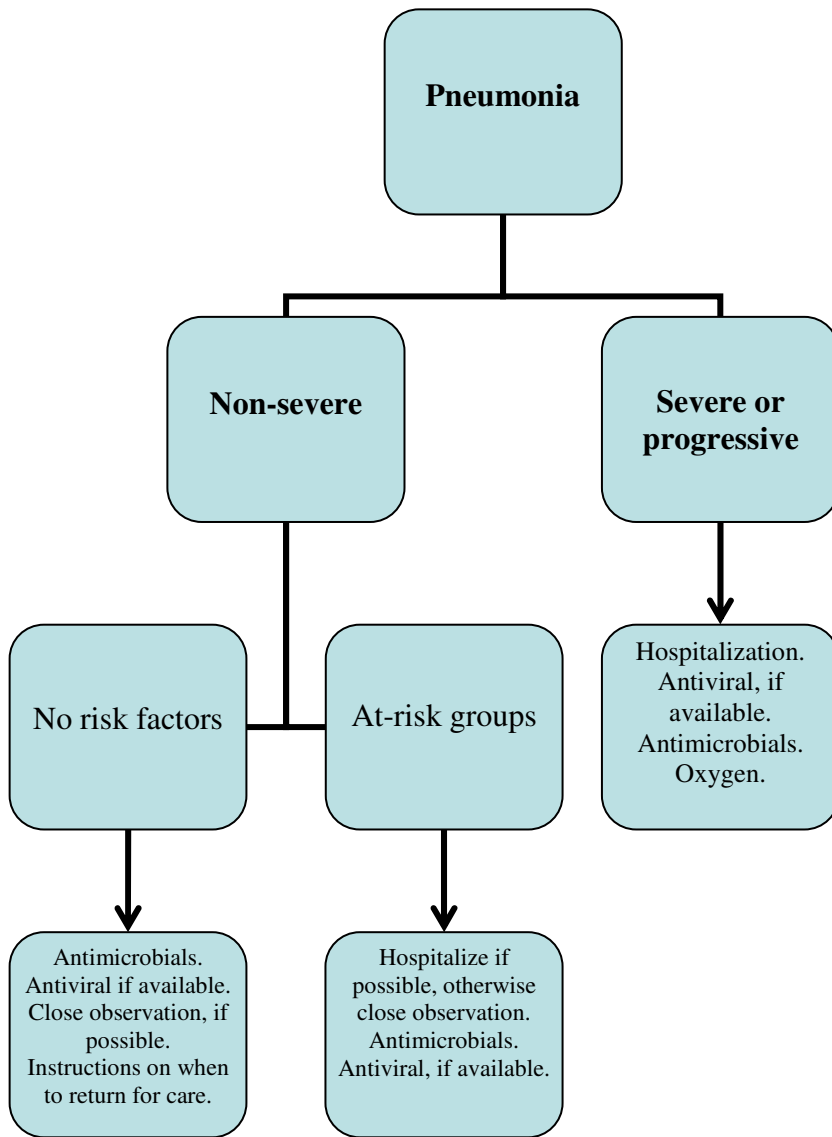 Pneumonia
Non-severe
Severe or
progressive
No risk factors
At-risk groups
Hospitalization.
Antiviral, if
available.
Antimicrobials.
Oxygen.
Antimicrobials.
Antiviral if available.
Close observation, if
possible.
Instructions on when
to return for care.
Hospitalize if
possible, otherwise
close observation.
Antimicrobials.
Antiviral, if available.